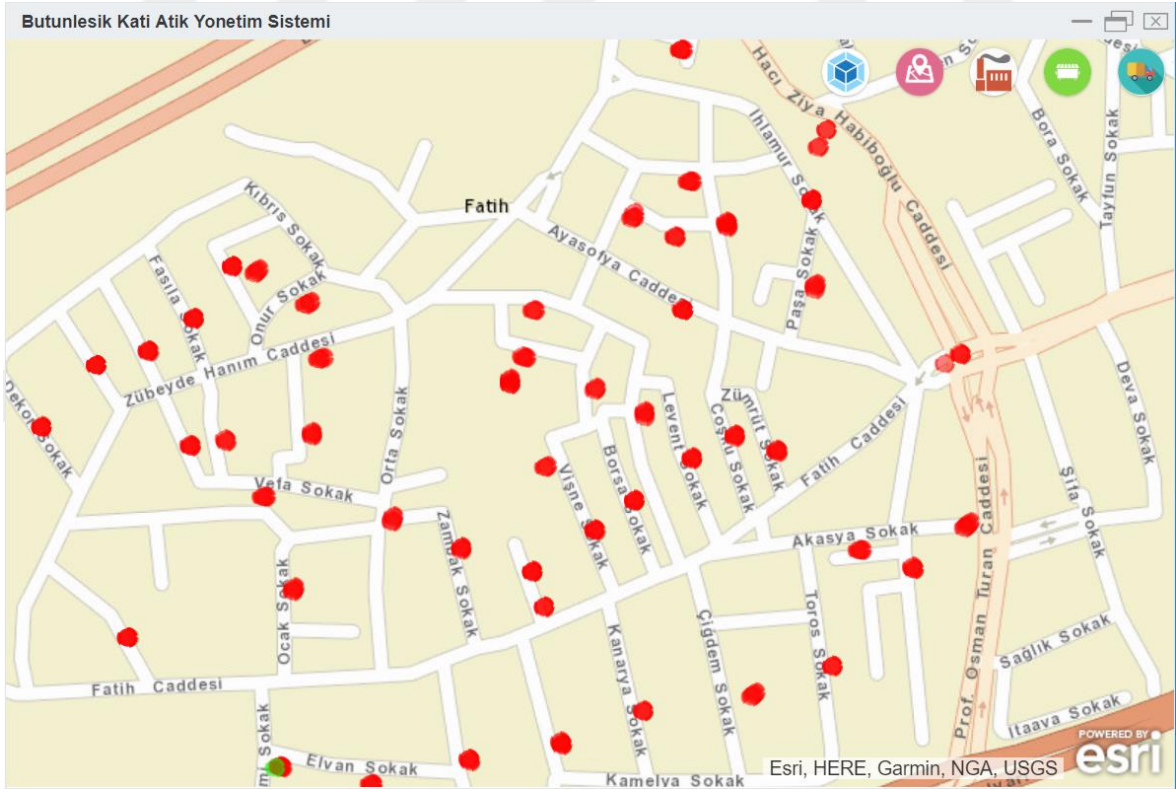 Butunlesik Kati Atik Yonetim Sistemi
Hacı Ziya Habiboğlu Caddesi
Ihlamur Sokak
Bora Sokak
Tayfun Sokak
Kıbrıs Sokak
Fatih
Ayasofya Caddesi
Fasıla Sokak
Onur Sokak
Paşa Sokak
Zübeyde Hanım Caddesi
Dekor Sokak
Orta Sokak
Levent Sokak
Coşku Sokak
Zümrüt Sokak
Fatih Caddesi
Deva Sokak
Vişne Sokak
Borsa Sokak
Vefa Sokak
Şifa Sokak
Zambak Sokak
Akasya Sokak
Prof. Osman Turan Caddesi
Ocak Sokak
Kanarya Sokak
Çiğdem Sokak
Toros Sokak
Sağlık Sokak
Fatih Caddesi
Itaava Sokak
mi Sokak
Elvan Sokak
Kamelya Sokak
Esri, HERE, Garmin, NGA, USGS
POWERED BY
esri